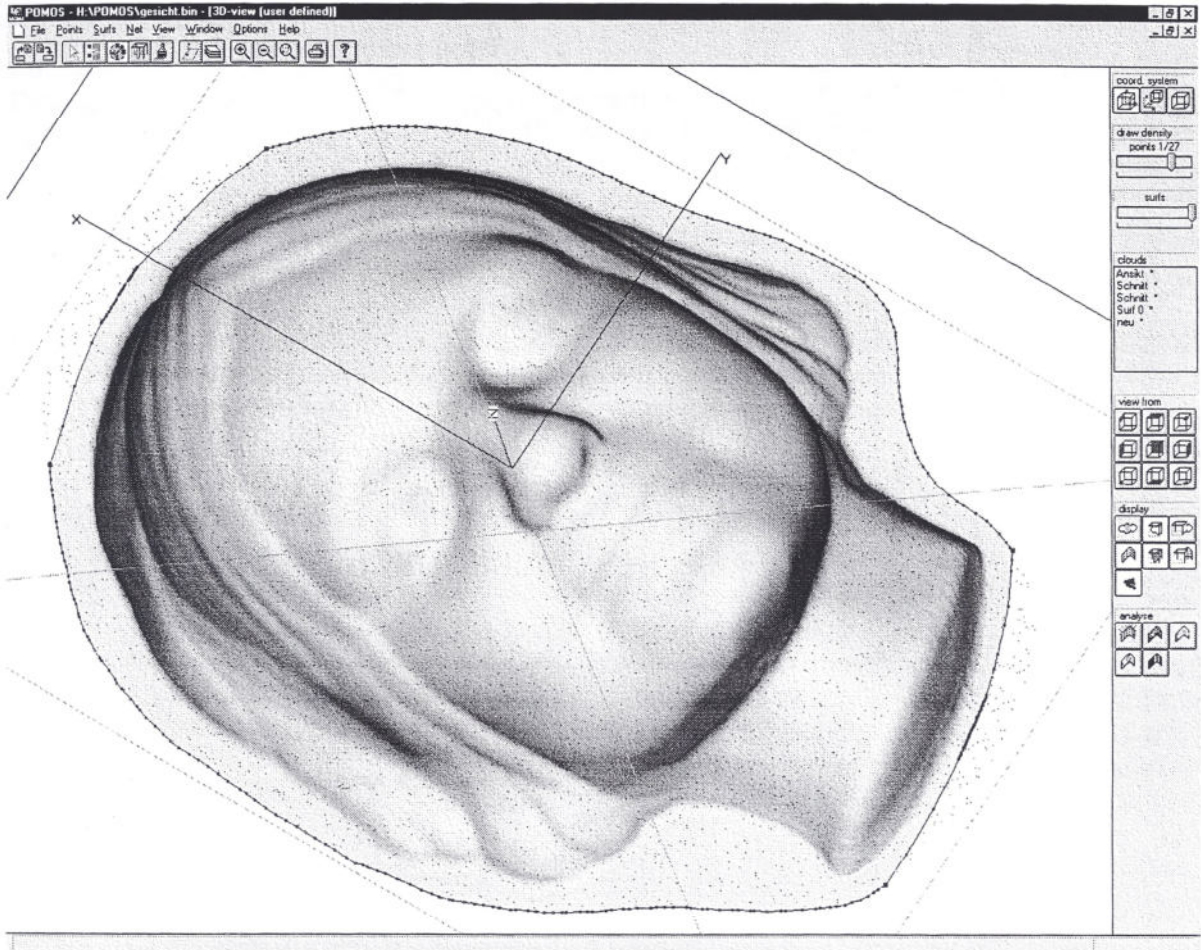 POMOS - H:\POMOS\gesicht.bin - [3D-view (user defined)]
File Points Surfs Net View Window Options Help
coord. system
draw density
points 1/27
surfs
clouds
Ansikt *
Schnitt *
Schnitt *
Surf 0 *
neu *
view from
display
analyse
X
Y
Z